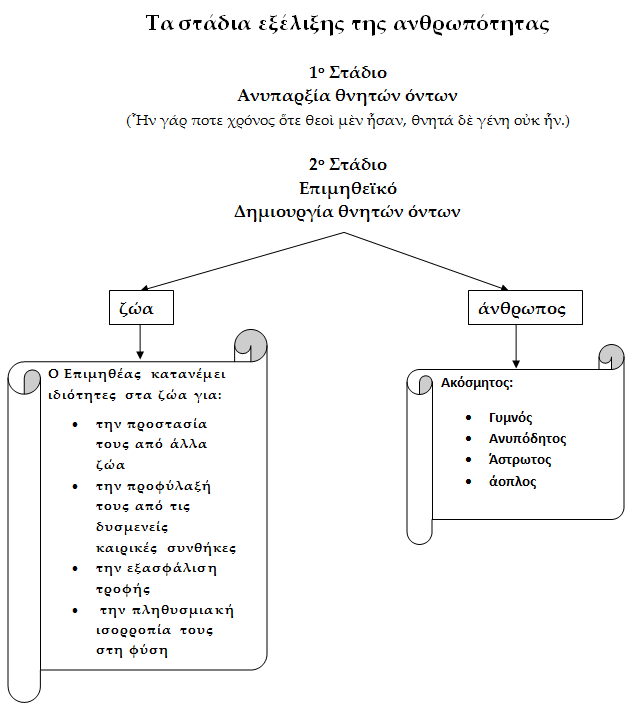 Τα στάδια εξέλιξης της ανθρωπότητας
1ο Στάδιο
Ανυπαρξία θνητών όντων
(Ἦν γάρ ποτε χρόνος ὅτε θεοὶ μὲν ἦσαν, θνητά δὲ γένη οὐκ ἦν.)
2ο Στάδιο
Επιμηθεϊκό
Δημιουργία θνητών όντων
ζώα
άνθρωπος
Ο Επιμηθέας κατανέμει
ιδιότητες στα ζώα για:
• την προστασία
τους από άλλα
ζώα
• την προφύλαξή
τους από τις
δυσμενείς
καιρικές συνθήκες
• την εξασφάλιση
τροφής
• την πληθυσμιακή
ισορροπία τους
στη φύση
Ακόσμητος:
• Γυμνός
• Ανυπόδητος
• Άστρωτος
• άοπλος